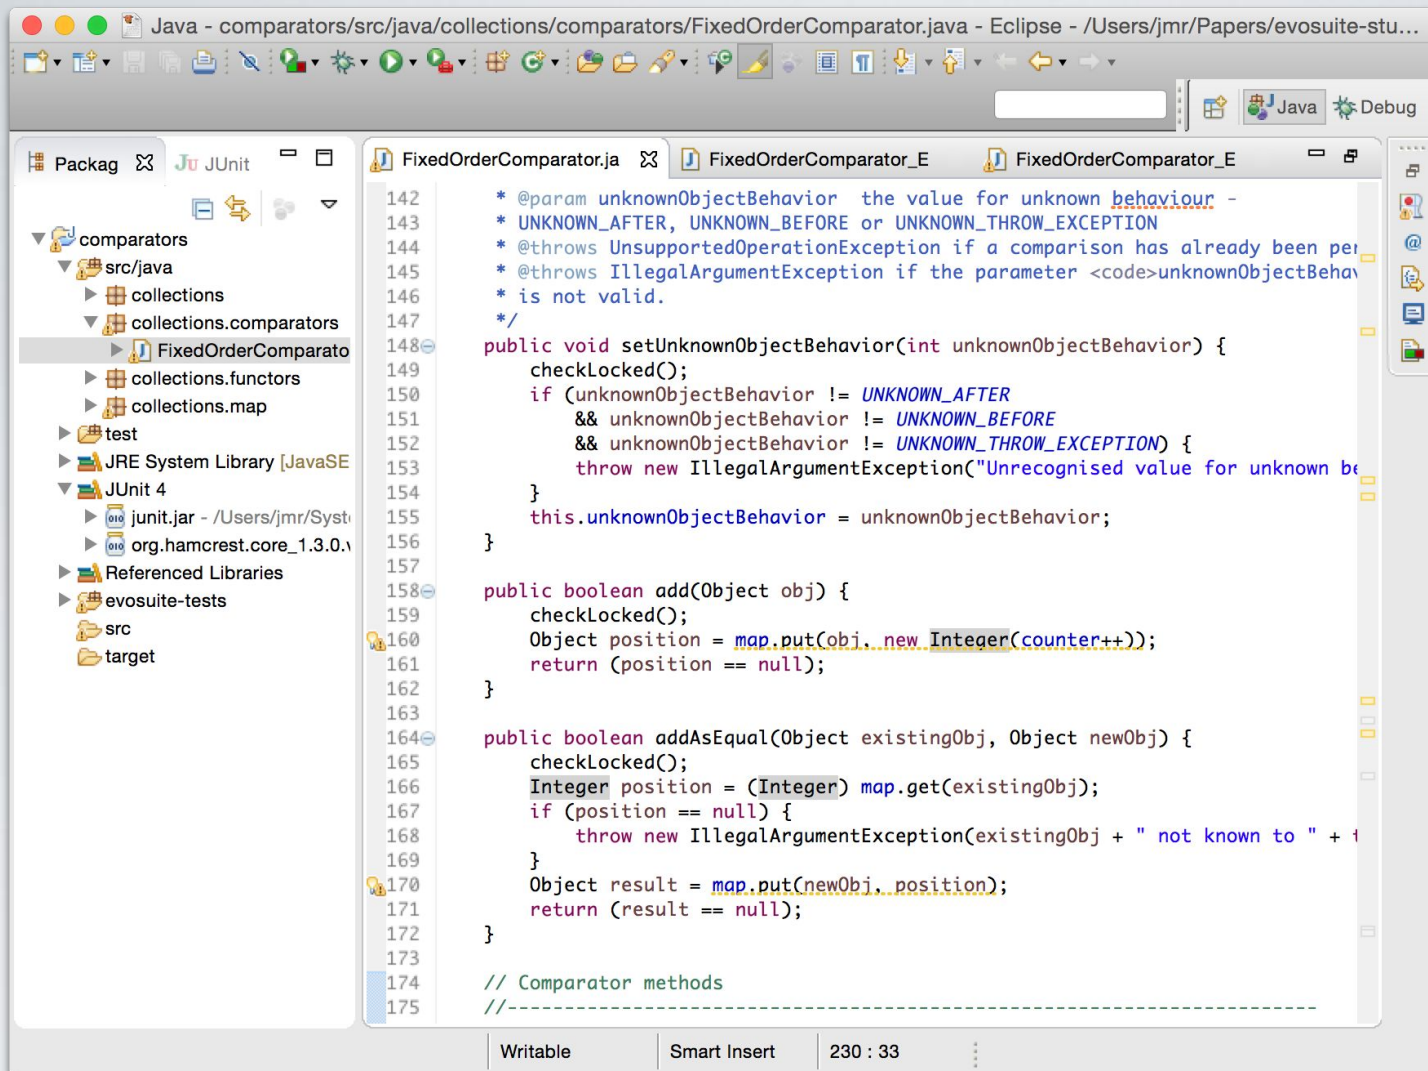 Java - comparators/src/java/collections/comparators/FixedOrderComparator.java - Eclipse - /Users/jmr/Papers/evosuite-stu...
Java
Debug
Packag
JUnit
comparators
src/java
collections
collections.comparators
FixedOrderComparato
collections.functors
collections.map
test
JRE System Library [JavaSE
JUnit 4
junit.jar - /Users/jmr/Syst
org.hamcrest.core_1.3.0.v
Referenced Libraries
evosuite-tests
src
target
FixedOrderComparator.ja
FixedOrderComparator_E
FixedOrderComparator_E
142 * @param unknownObjectBehavior  the value for unknown behaviour -
143 * UNKNOWN_AFTER, UNKNOWN_BEFORE or UNKNOWN_THROW_EXCEPTION
144 * @throws UnsupportedOperationException if a comparison has already been per
145 * @throws IllegalArgumentException if the parameter <code>unknownObjectBehav
146 * is not valid.
147 */
148 public void setUnknownObjectBehavior(int unknownObjectBehavior) {
149 checkLocked();
150 if (unknownObjectBehavior != UNKNOWN_AFTER
151 && unknownObjectBehavior != UNKNOWN_BEFORE
152 && unknownObjectBehavior != UNKNOWN_THROW_EXCEPTION) {
153 throw new IllegalArgumentException("Unrecognised value for unknown be
154 }
155 this.unknownObjectBehavior = unknownObjectBehavior;
156 }
157
158 public boolean add(Object obj) {
159 checkLocked();
160 Object position = map.put(obj, new Integer(counter++));
161 return (position == null);
162 }
163
164 public boolean addAsEqual(Object existingObj, Object newObj) {
165 checkLocked();
166 Integer position = (Integer) map.get(existingObj);
167 if (position == null) {
168 throw new IllegalArgumentException(existingObj + " not known to " + t
169 }
170 Object result = map.put(newObj, position);
171 return (result == null);
172 }
173
174 // Comparator methods
175 //-----------------------------------------------------------------------
Writable
Smart Insert
230 : 33